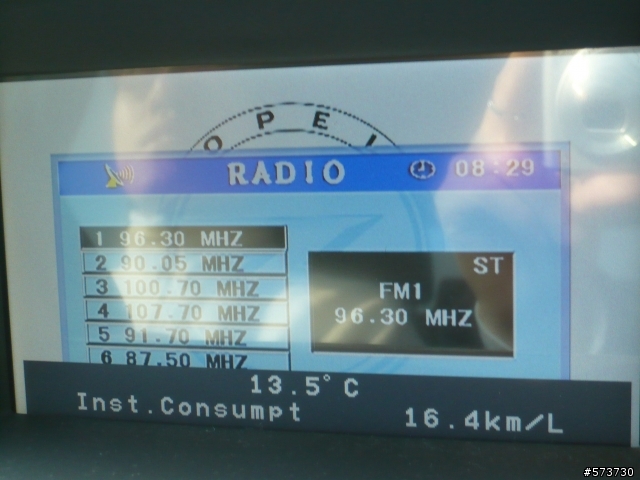 OPEL
RADIO 08:29
1 96.30 MHZ
2 90.05 MHZ
3 100.70 MHZ
4 107.70 MHZ
5 91.70 MHZ
6 87.50 MHZ
ST
FM1
96.30 MHZ
13.5°C
Inst.Consumpt 16.4km/L
#573730